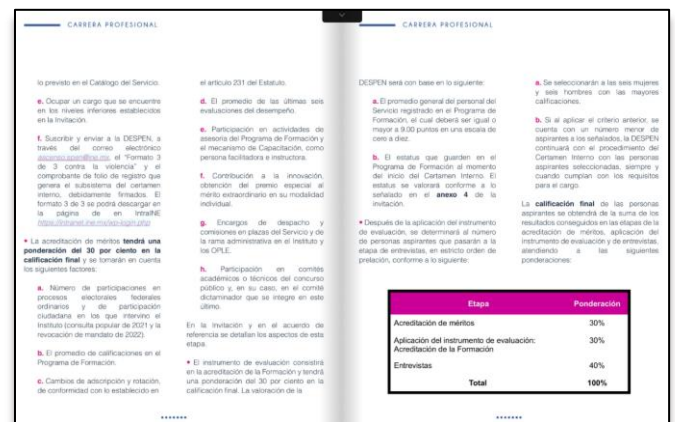 CARRERA PROFESIONAL
lo previsto en el Catálogo del Servicio.
e. Ocupar un cargo que se encuentre
en los niveles inferiores establecidos
en la Invitación.
f. Suscribir y enviar a la DESPEN, a
través del correo electrónico
ascenso.spen@ine.mx, el "Formato 3
de 3 contra la violencia" y el
comprobante de folio de registro que
genera el subsistema del certamen
interno, debidamente firmados. El
formato 3 de 3 se podrá descargar en
la página de en IntralNE
https://intranet.ine.mx/wp-login.php
• La acreditación de méritos tendrá una
ponderación del 30 por ciento en la
calificación final y se tomarán en cuenta
los siguientes factores:
a. Número de participaciones en
procesos electorales federales
ordinarios y de participación
ciudadana en los que intervino el
Instituto (consulta popular de 2021 y la
revocación de mandato de 2022).
b. El promedio de calificaciones en el
Programa de Formación.
c. Cambios de adscripción y rotación,
de conformidad con lo establecido en
el artículo 231 del Estatuto.
d. El promedio de las últimas seis
evaluaciones del desempeño.
e. Participación en actividades de
asesoría del Programa de Formación y
el mecanismo de Capacitación, como
persona facilitadora e instructora.
f. Contribución a la innovación,
obtención del premio especial al
mérito extraordinario en su modalidad
individual.
g. Encargos de despacho y
comisiones en plazas del Servicio y de
la rama administrativa en el Instituto y
los OPLE.
h. Participación en comités
académicos o técnicos del concurso
público y, en su caso, en el comité
dictaminador que se integre en este
último.
En la Invitación y en el acuerdo de
referencia se detallan los aspectos de esta
etapa.
• El instrumento de evaluación consistirá
en la acreditación de la Formación y tendrá
una ponderación del 30 por ciento en la
calificación final. La valoración de la
CARRERA PROFESIONAL
DESPEN será con base en lo siguiente:
a. El promedio general del personal del
Servicio registrado en el Programa de
Formación, el cual deberá ser igual o
mayor a 9.00 puntos en una escala de
cero a diez.
b. El estatus que guarden en el
Programa de Formación al momento
del inicio del Certamen Interno. El
estatus se valorará conforme a lo
señalado en el anexo 4 de la
invitación.
• Después de la aplicación del instrumento
de evaluación, se determinará al número
de personas aspirantes que pasarán a la
etapa de entrevistas, en estricto orden de
prelación, conforme a lo siguiente:
a. Se seleccionarán a las seis mujeres
y seis hombres con las mayores
calificaciones.
b. Si al aplicar el criterio anterior, se
cuenta con un número menor de
aspirantes a los señalados, la DESPEN
continuará con el procedimiento del
Certamen Interno con las personas
aspirantes seleccionadas, siempre y
cuando cumplan con los requisitos
para el cargo.
La calificación final de las personas
aspirantes se obtendrá de la suma de los
resultados conseguidos en las etapas de la
acreditación de méritos, aplicación del
instrumento de evaluación y de entrevistas,
atendiendo a las siguientes
ponderaciones:
Etapa Ponderación
Acreditación de méritos 30%
Aplicación del instrumento de evaluación: 30%
Acreditación de la Formación
Entrevistas 40%
Total 100%